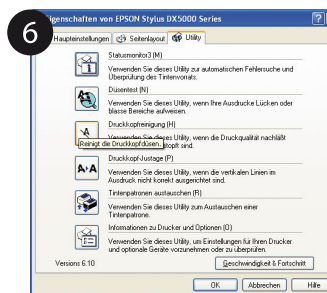 6
Eigenschaften von EPSON Stylus DX5000 Series
Haupteinstellungen Seitenlayout Utility
Statusmonitor3 (M)
Verwenden Sie dieses Utility zur automatischen Fehlersuche und
Überprüfung des Tintenvorrats.
Düsentest (N)
Verwenden Sie dieses Utility, wenn Ihre Ausdrucke Lücken oder
blasse Bereiche aufweisen.
Druckkopfreinigung (H)
Verwenden Sie dieses Utility, wenn die Druckqualität nachläßt
Reinigt die Druckkopfdüsen. stopft sind.
Druckkopf-Justage (P)
Verwenden Sie dieses Utility, wenn die vertikalen Linien im
Ausdruck nicht korrekt ausgerichtet sind.
Tintenpatronen austauschen (R)
Verwenden Sie dieses Utility zum Austauschen einer
Tintenpatrone.
Informationen zu Drucker und Optionen (O)
Verwenden Sie dieses Utility, um Einstellungen für Ihren Drucker
und optionale Geräte vorzunehmen oder zu überprüfen.
Versions 6.10 Geschwindigkeit & Fortschritt
OK Abbrechen Hilfe